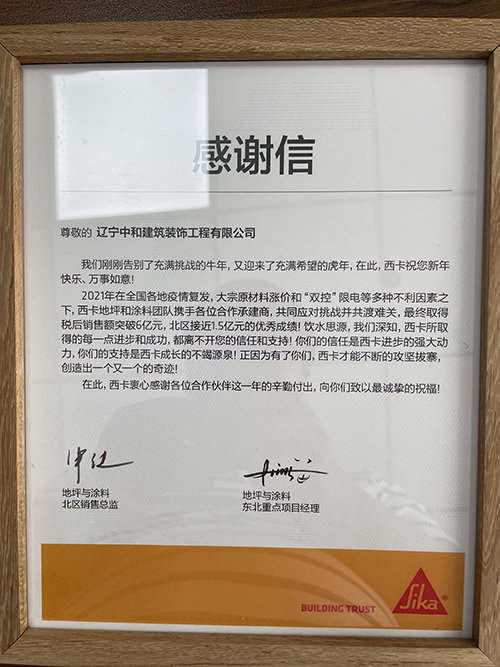 感谢信
尊敬的 辽宁中和建筑装饰工程有限公司
我们刚刚告别了充满挑战的牛年，又迎来了充满希望的虎年，在此，西卡祝您新年
快乐、万事如意！
2021年在全国各地疫情复发，大宗原材料涨价和“双控”限电等多种不利因素之
下，西卡地坪和涂料团队携手各位合作承建商，共同应对挑战并共渡难关，最终取得
税后销售额突破6亿元，北区接近1.5亿元的优秀成绩！饮水思源，我们深知，西卡所取
得的每一点进步和成功，都离不开您的信任和支持！你们的信任是西卡进步的强大动
力，你们的支持是西卡成长的不竭源泉！正因为有了你们，西卡才能不断的攻坚拔寨，
创造出一个又一个的奇迹！
在此，西卡衷心感谢各位合作伙伴这一年的辛勤付出，向你们致以最诚挚的祝福！
地坪与涂料
北区销售总监
地坪与涂料
东北重点项目经理
BUILDING TRUST
Sika®